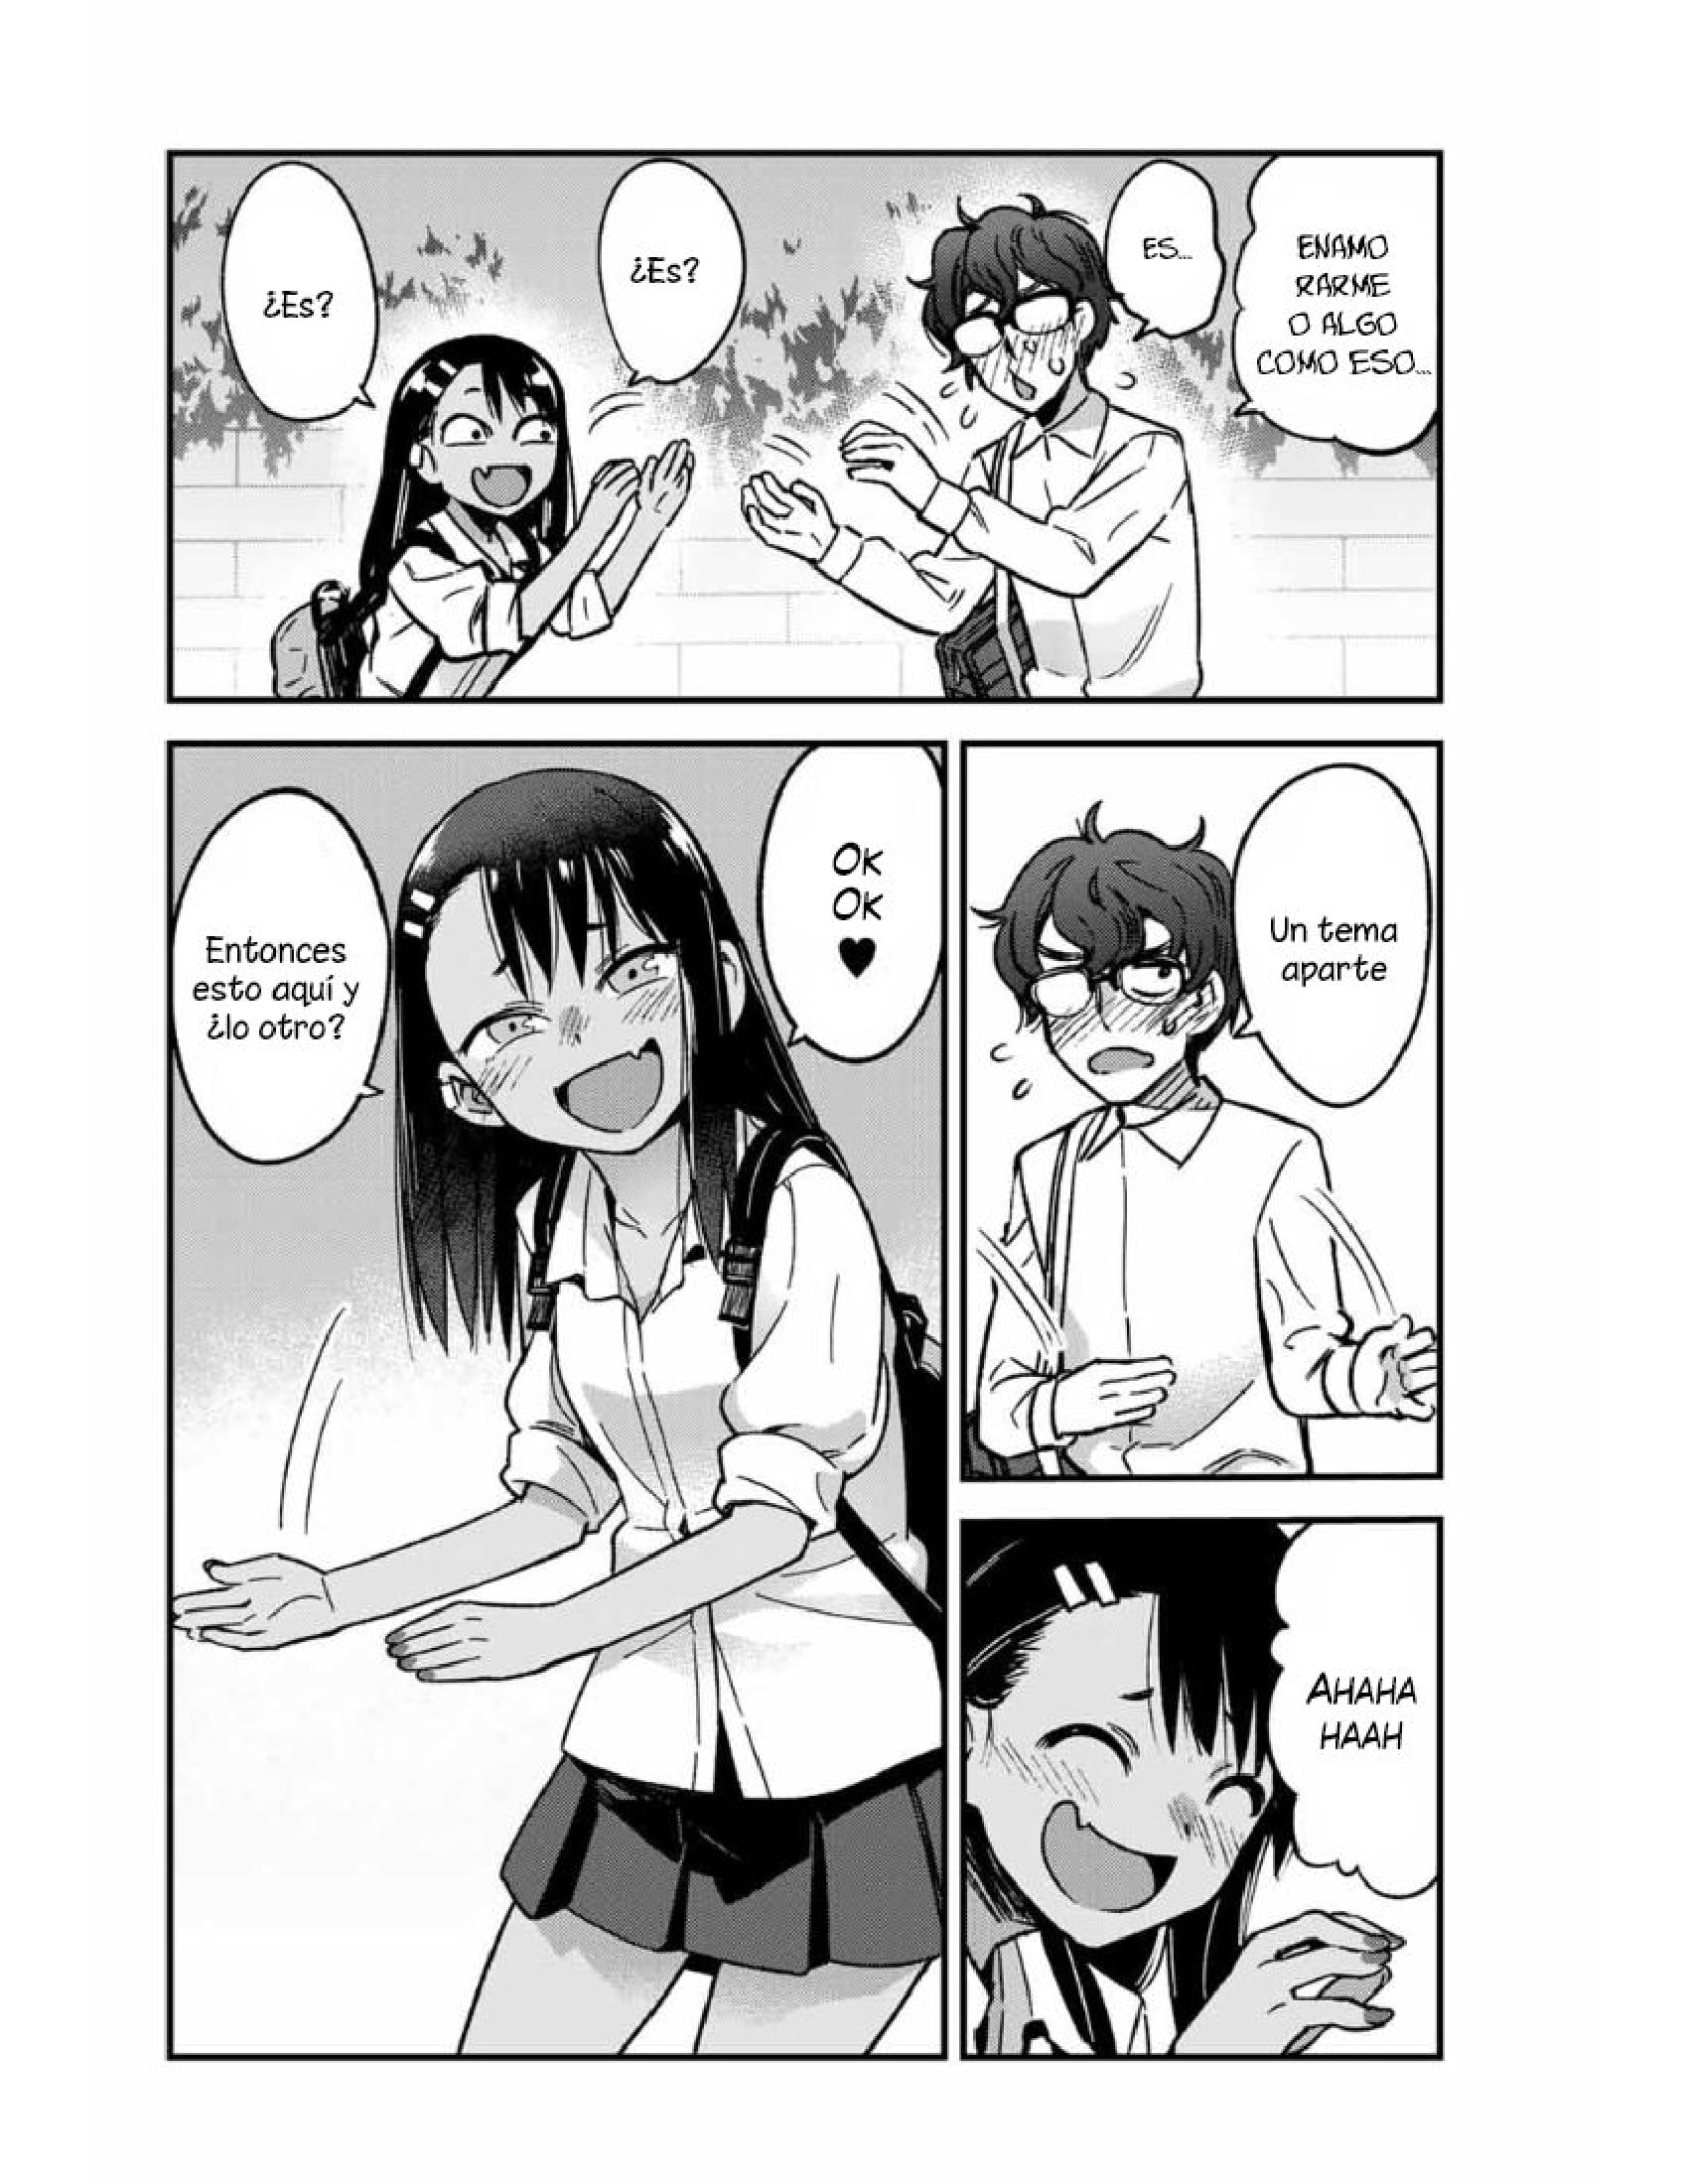 ENAMO
RARME
O ALGO
COMO ESO...
ES...
¿Es?
¿Es?
Un tema
aparte
AHAHA
HAAH
OK
OK
♥
Entonces
esto aquí y
¿lo otro?